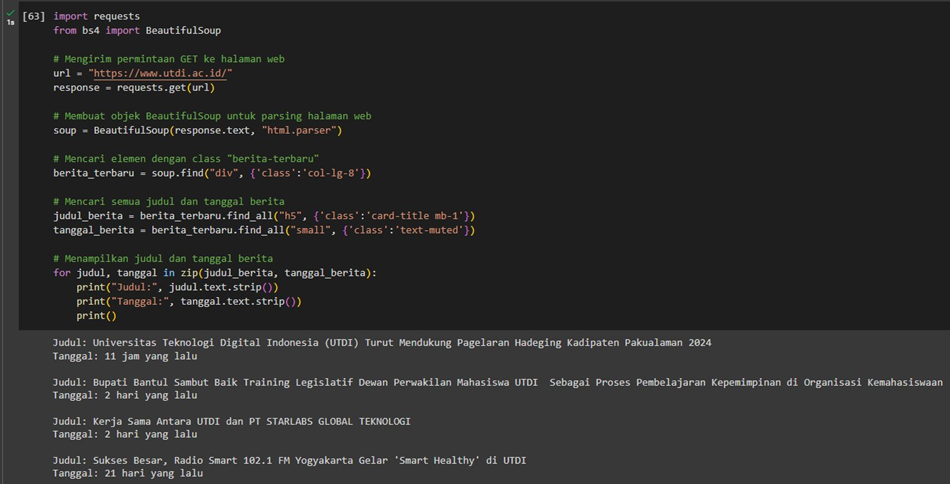 [63] import requests
from bs4 import BeautifulSoup
1s
# Mengirim permintaan GET ke halaman web
url = "https://www.utdi.ac.id/"
response = requests.get(url)
# Membuat objek BeautifulSoup untuk parsing halaman web
soup = BeautifulSoup(response.text, "html.parser")
# Mencari elemen dengan class "berita-terbaru"
berita_terbaru = soup.find("div", {'class':'col-lg-8'})
# Mencari semua judul dan tanggal berita
judul_berita = berita_terbaru.find_all("h5", {'class':'card-title mb-1'})
tanggal_berita = berita_terbaru.find_all("small", {'class':'text-muted'})
# Menampilkan judul dan tanggal berita
for judul, tanggal in zip(judul_berita, tanggal_berita):
    print("Judul:", judul.text.strip())
    print("Tanggal:", tanggal.text.strip())
    print()
Judul: Universitas Teknologi Digital Indonesia (UTDI) Turut Mendukung Pagelaran Hadeging Kadipaten Pakualaman 2024
Tanggal: 11 jam yang lalu
Judul: Bupati Bantul Sambut Baik Training Legislatif Dewan Perwakilan Mahasiswa UTDI  Sebagai Proses Pembelajaran Kepemimpinan di Organisasi Kemahasiswaan
Tanggal: 2 hari yang lalu
Judul: Kerja Sama Antara UTDI dan PT STARLABS GLOBAL TEKNOLOGI
Tanggal: 2 hari yang lalu
Judul: Sukses Besar, Radio Smart 102.1 FM Yogyakarta Gelar 'Smart Healthy' di UTDI
Tanggal: 21 hari yang lalu